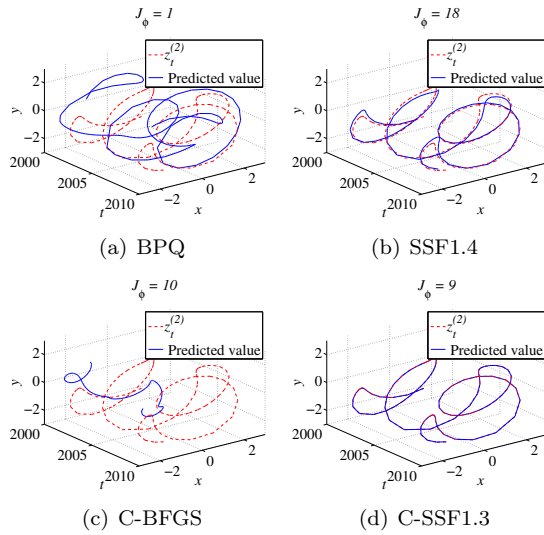 J_ϕ = 1
z_t^(2)
Predicted value
2
0
−2
y
2000
2005
2010
t
−2
0
2
x
(a) BPQ
J_ϕ = 18
z_t^(2)
Predicted value
2
0
−2
y
2000
2005
2010
t
−2
0
2
x
(b) SSF1.4
J_ϕ = 10
z_t^(2)
Predicted value
2
0
−2
y
2000
2005
2010
t
−2
0
2
x
(c) C-BFGS
J_ϕ = 9
z_t^(2)
Predicted value
2
0
−2
y
2000
2005
2010
t
−2
0
2
x
(d) C-SSF1.3